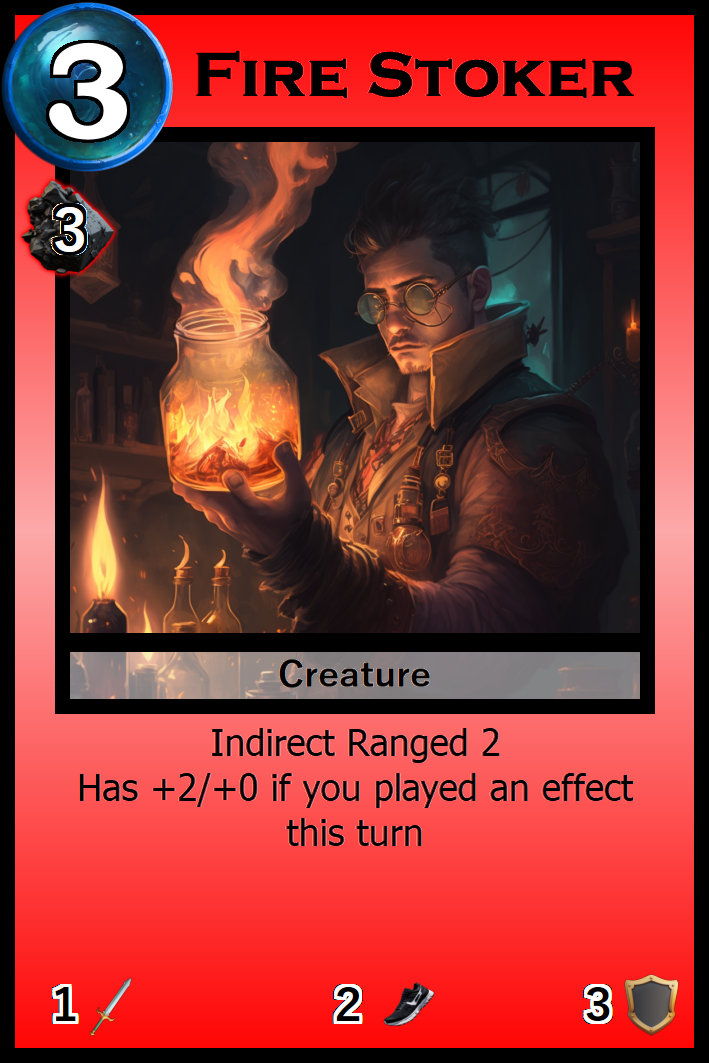 3
Fire Stoker
3
Creature
Indirect Ranged 2
Has +2/+0 if you played an effect
this turn
1
2
3